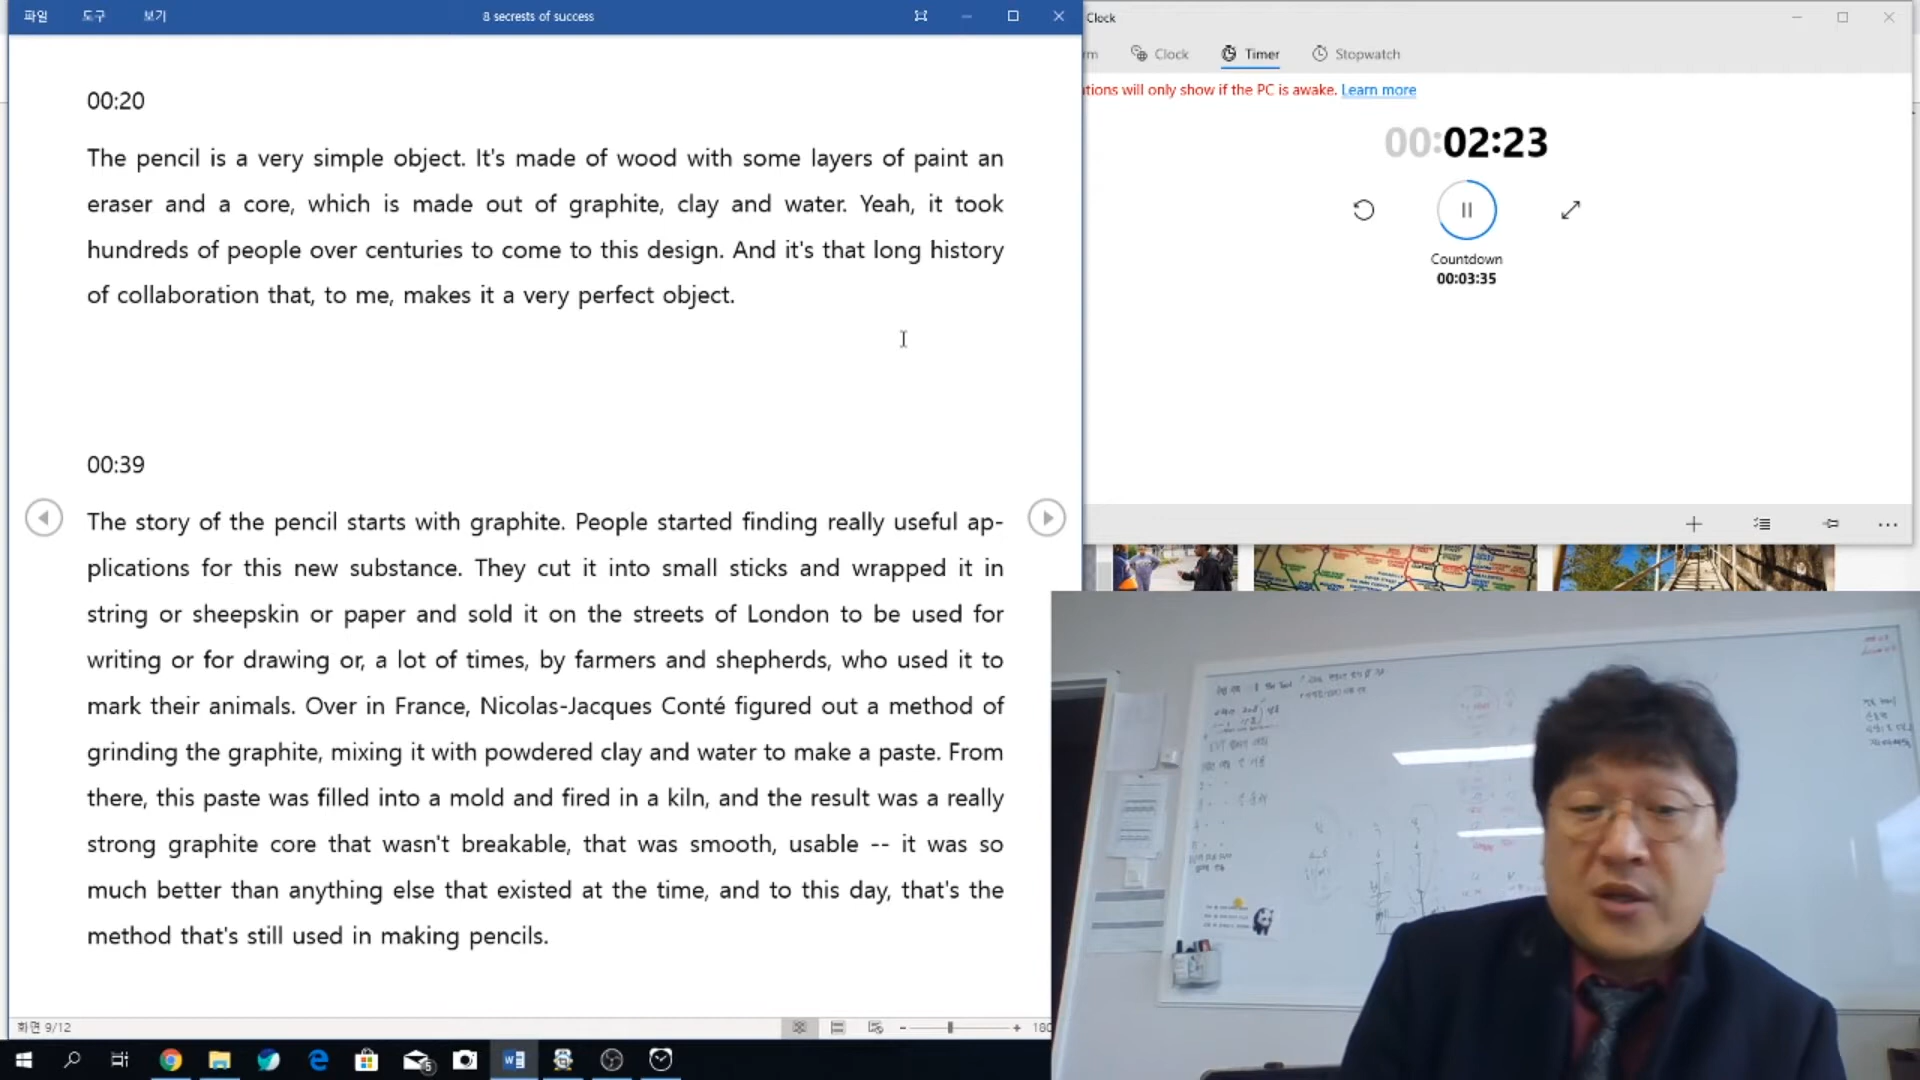 파일 도구 보기 8 secrests of success
00:20
The pencil is a very simple object. It's made of wood with some layers of paint an
eraser and a core, which is made out of graphite, clay and water. Yeah, it took
hundreds of people over centuries to come to this design. And it's that long history
of collaboration that, to me, makes it a very perfect object.
00:39
The story of the pencil starts with graphite. People started finding really useful ap-
plications for this new substance. They cut it into small sticks and wrapped it in
string or sheepskin or paper and sold it on the streets of London to be used for
writing or for drawing or, a lot of times, by farmers and shepherds, who used it to
mark their animals. Over in France, Nicolas-Jacques Conté figured out a method of
grinding the graphite, mixing it with powdered clay and water to make a paste. From
there, this paste was filled into a mold and fired in a kiln, and the result was a really
strong graphite core that wasn't breakable, that was smooth, usable -- it was so
much better than anything else that existed at the time, and to this day, that's the
method that's still used in making pencils.
화면 9/12
180
Clock
rm Clock Timer Stopwatch
ations will only show if the PC is awake. Learn more
00:02:23
Countdown
00:03:35
5